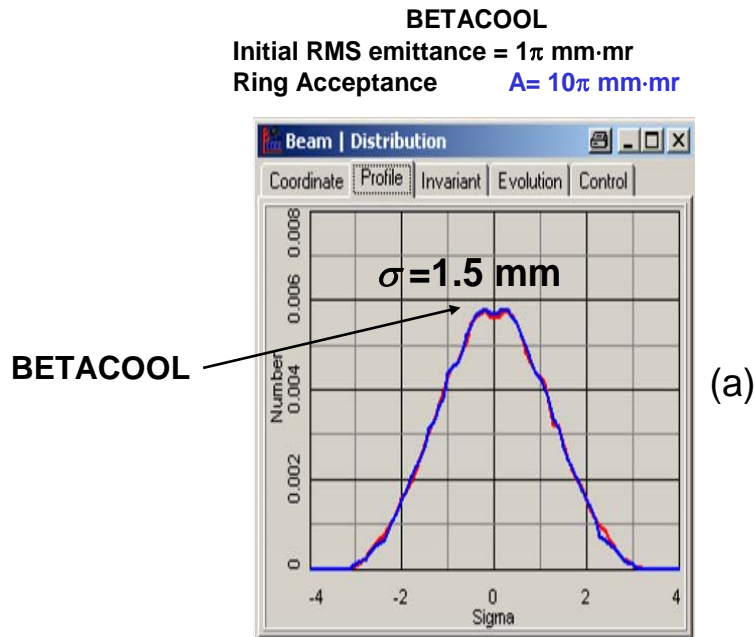 BETACOOL
Initial RMS emittance = 1π mm·mr
Ring Acceptance A= 10π mm·mr
Beam | Distribution
Coordinate Profile Invariant Evolution Control
0.008
0.006
0.004
0.002
0
Number
σ=1.5 mm
BETACOOL
(a)
-4 -2 0 2 4
Sigma